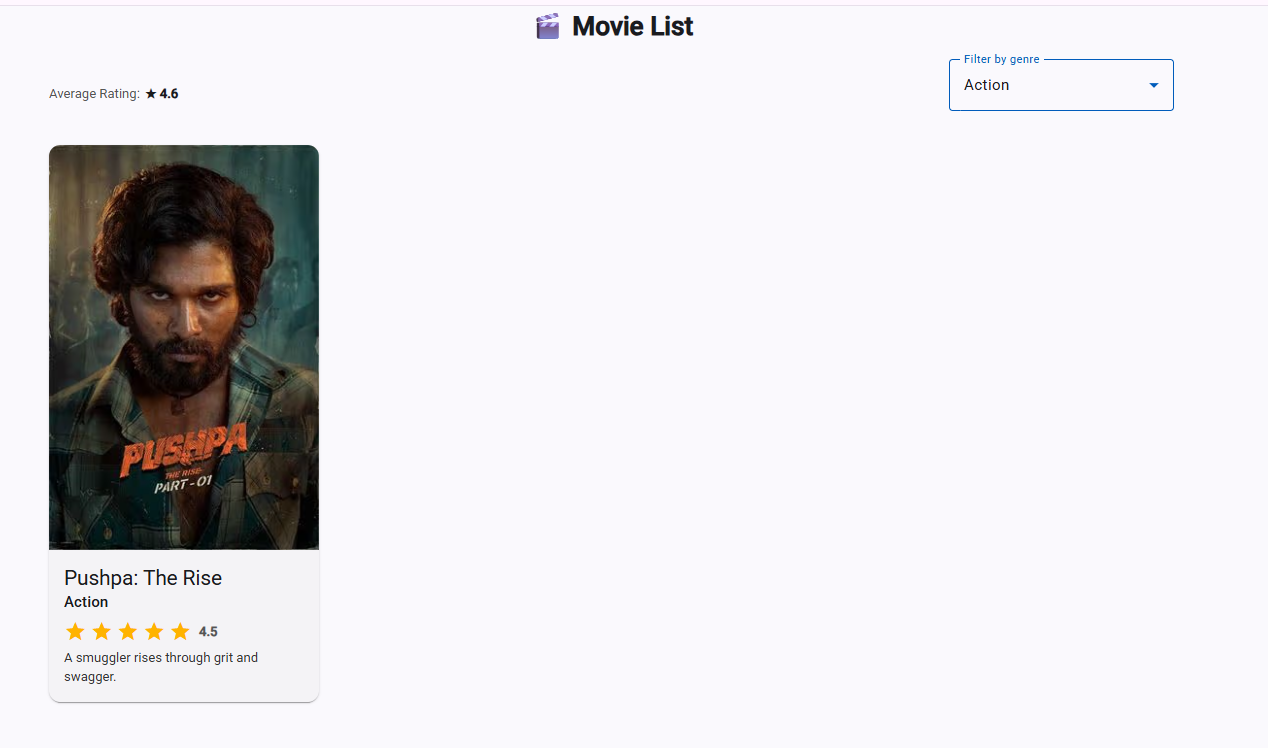 Movie List
Filter by genre
Action
Average Rating: ★ 4.6
PUSHPA
THE RISE
PART - 01
Pushpa: The Rise
Action
4.5
A smuggler rises through grit and
swagger.